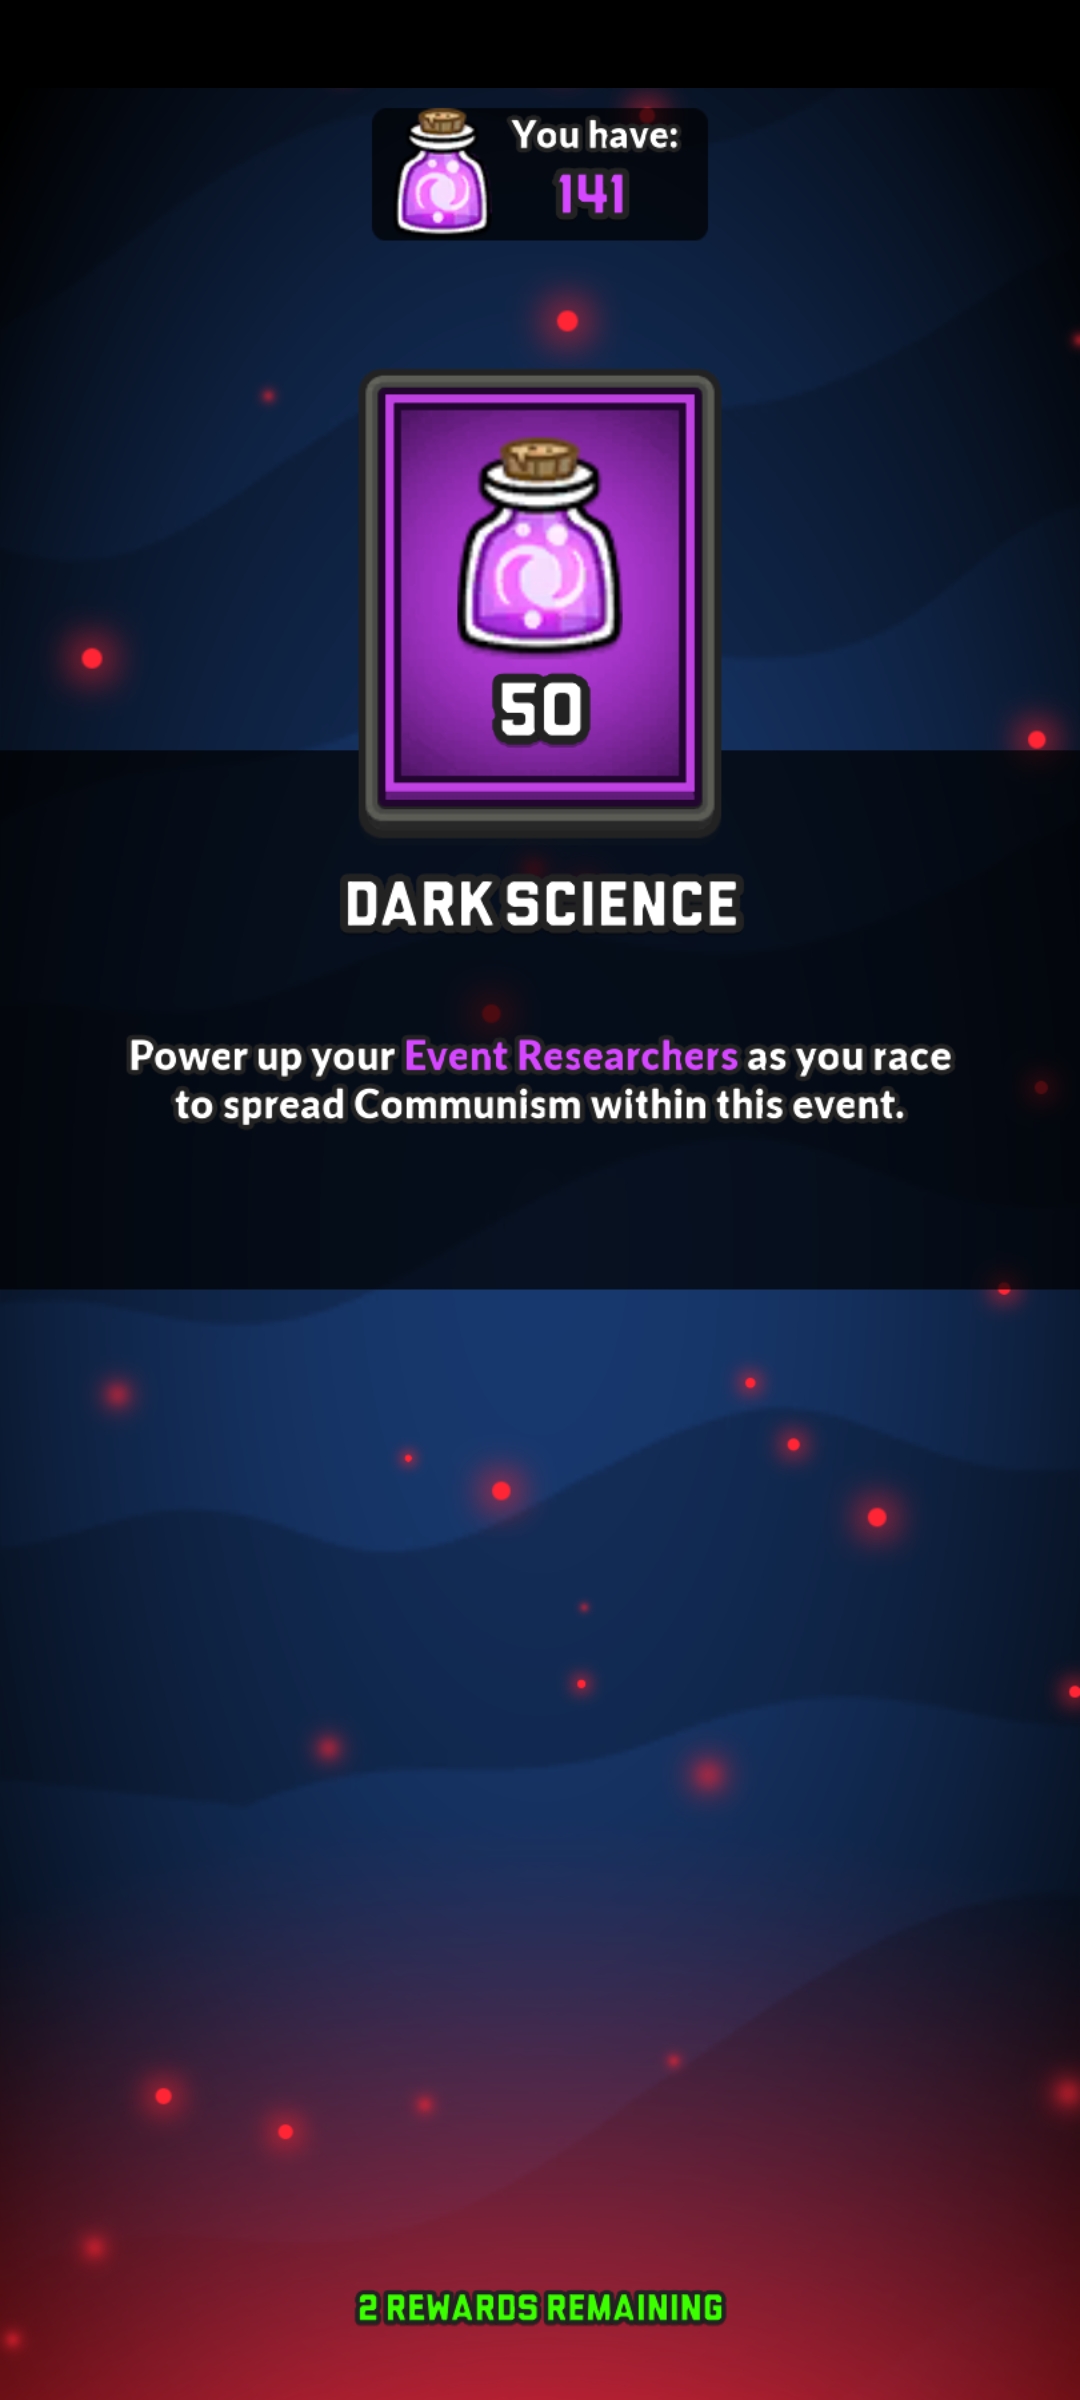 You have:
141
50
DARK SCIENCE
Power up your Event Researchers as you race
to spread Communism within this event.
2 REWARDS REMAINING